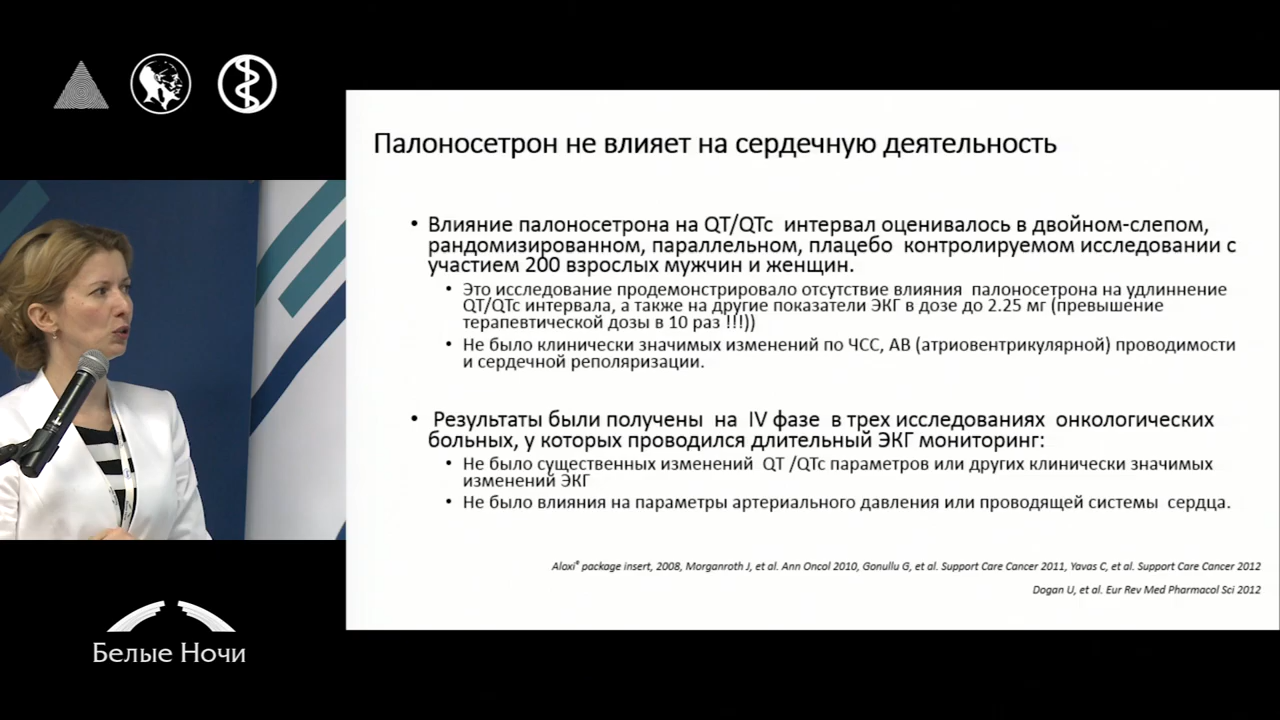 Палоносетрон не влияет на сердечную деятельность
• Влияние палоносетрона на QT/QTc интервал оценивалось в двойном-слепом,
рандомизированном, параллельном, плацебо контролируемом исследовании с
участием 200 взрослых мужчин и женщин.
• Это исследование продемонстрировало отсутствие влияния палоносетрона на удлиннение
QT/QTc интервала, а также на другие показатели ЭКГ в дозе до 2.25 мг (превышение
терапевтической дозы в 10 раз !!!))
• Не было клинически значимых изменений по ЧСС, АВ (атриовентрикулярной) проводимости
и сердечной реполяризации.
• Результаты были получены на IV фазе в трех исследованиях онкологических
больных, у которых проводился длительный ЭКГ мониторинг:
• Не было существенных изменений QT /QTc параметров или других клинически значимых
изменений ЭКГ
• Не было влияния на параметры артериального давления или проводящей системы сердца.
Aloxi® package insert, 2008, Morganroth J, et al. Ann Oncol 2010, Gonullu G, et al. Support Care Cancer 2011, Yavas C, et al. Support Care Cancer 2012
Dogan U, et al. Eur Rev Med Pharmacol Sci 2012
Белые Ночи